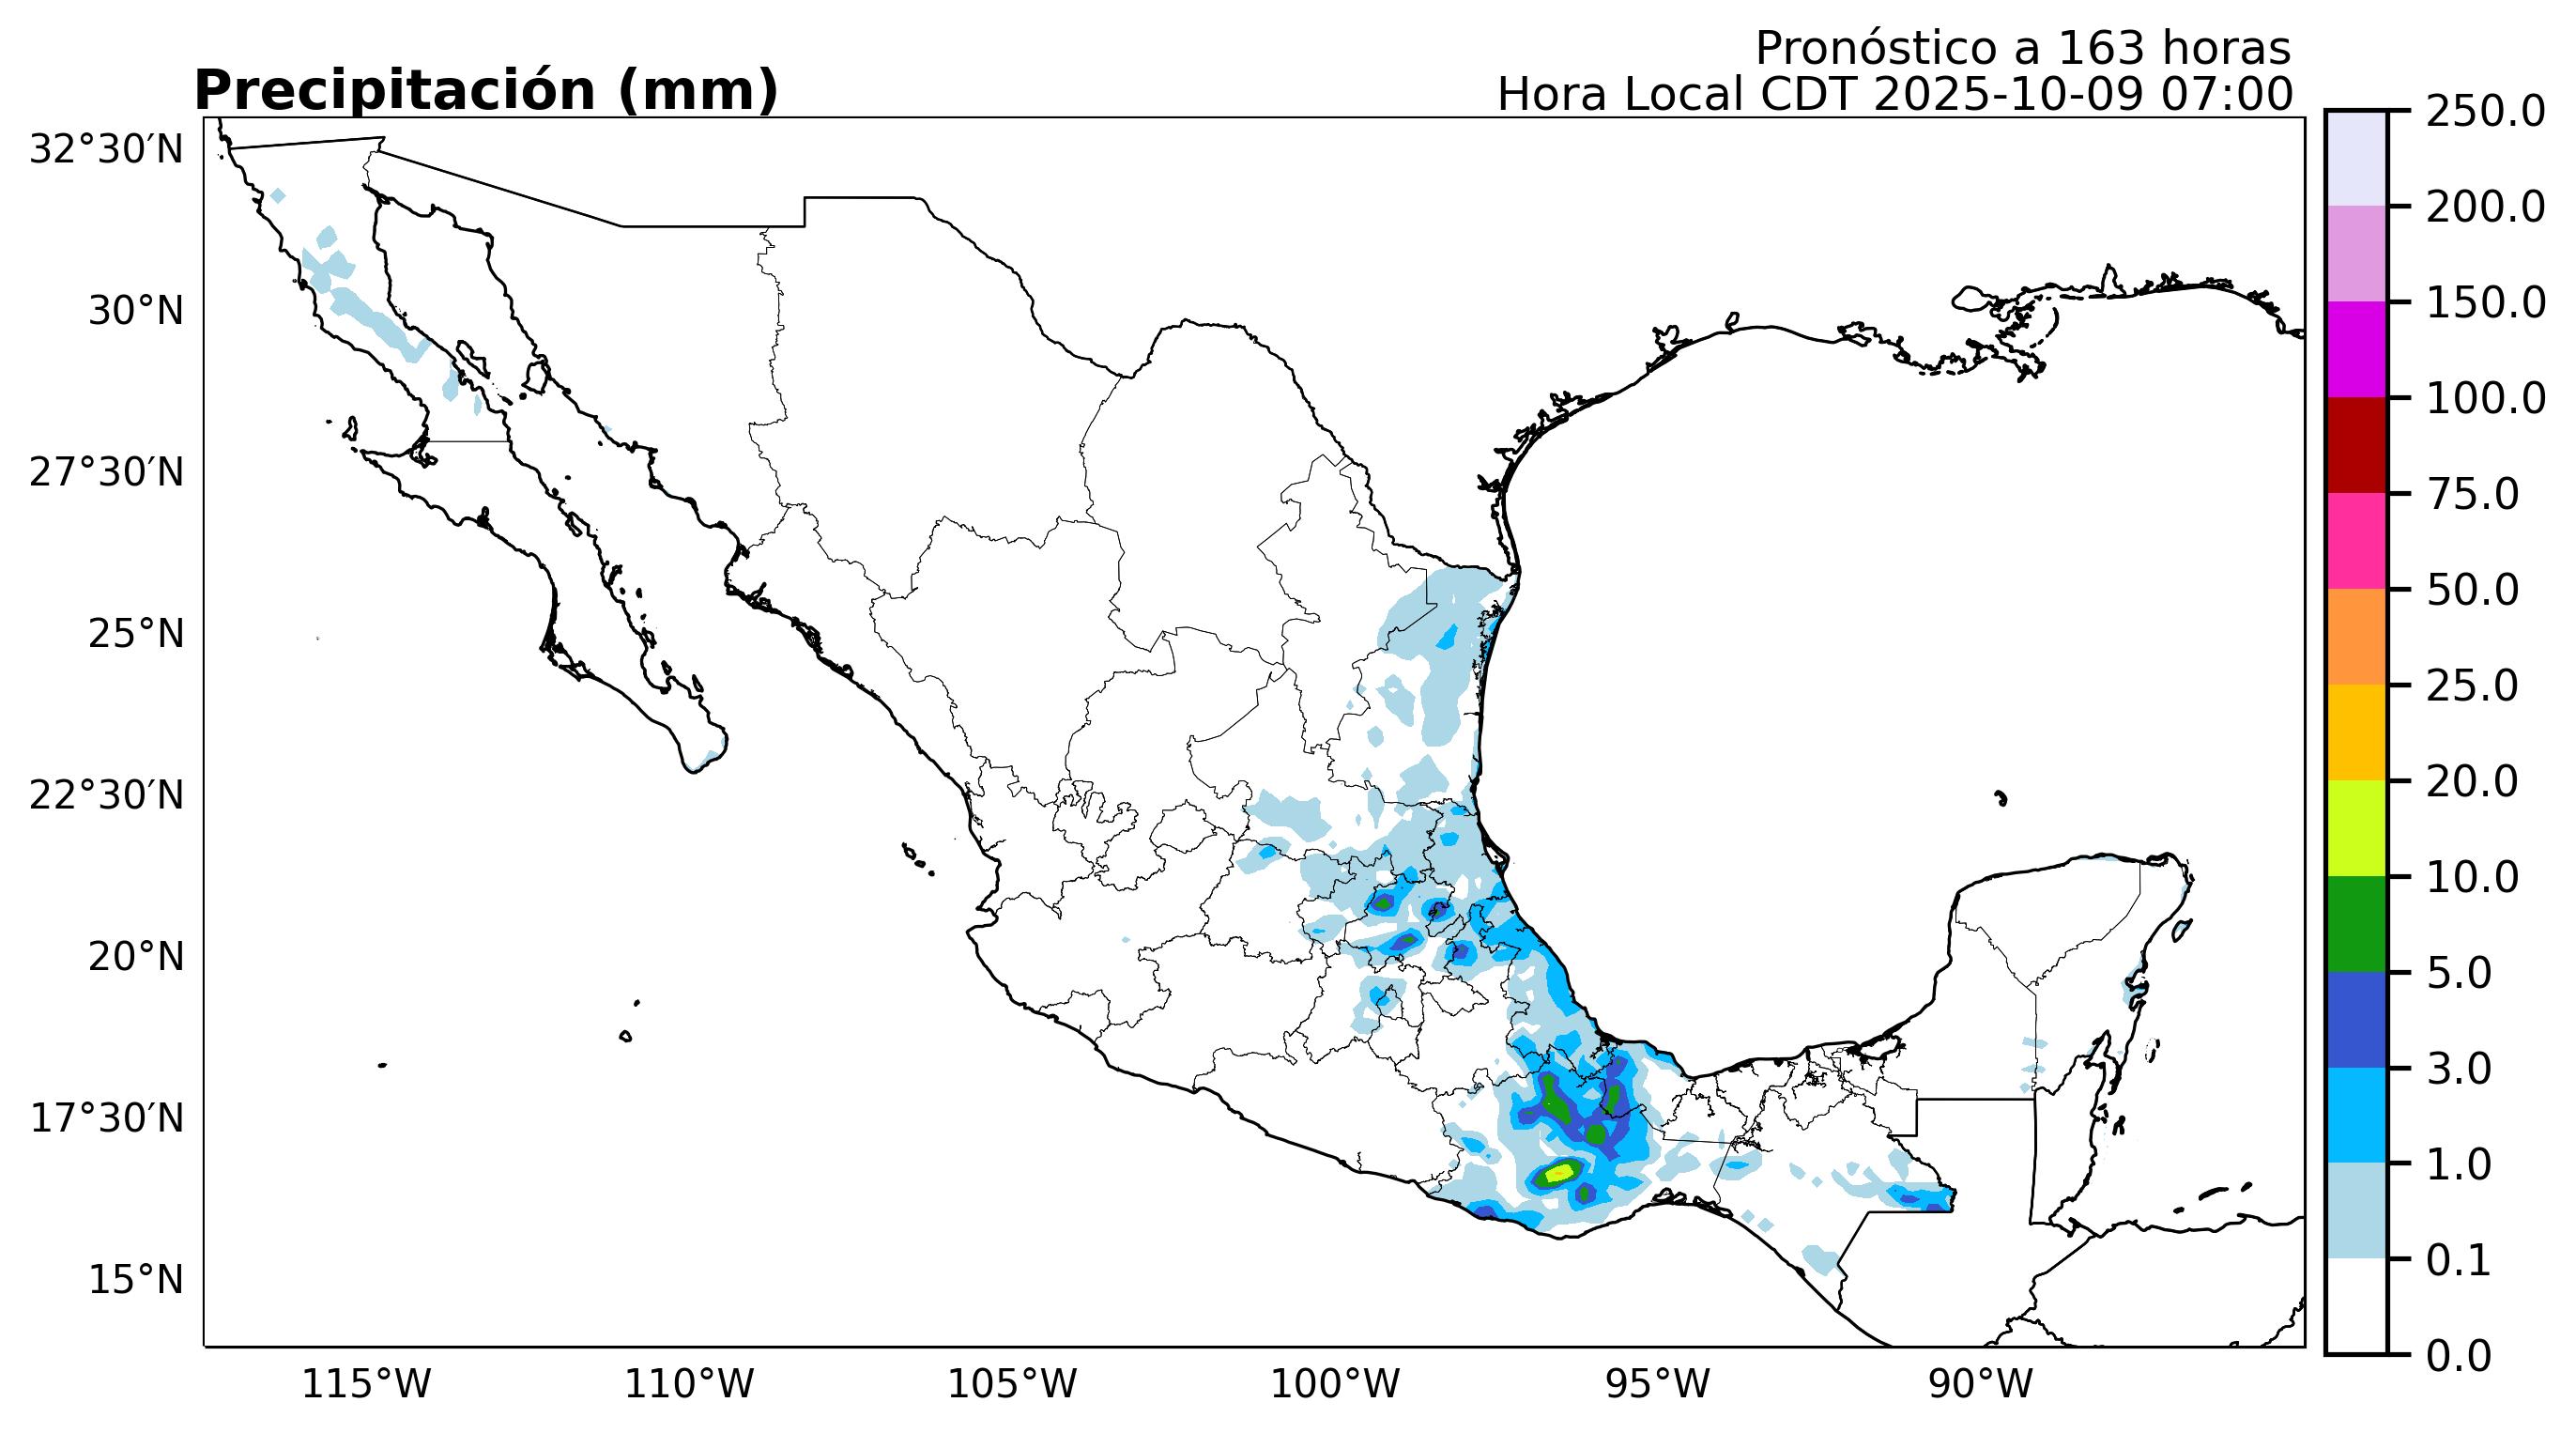 Pronóstico a 163 horas
Precipitación (mm)
Hora Local CDT 2025-10-09 07:00
32°30′N
30°N
27°30′N
25°N
22°30′N
20°N
17°30′N
15°N
115°W
110°W
105°W
100°W
95°W
90°W
250.0
200.0
150.0
100.0
75.0
50.0
25.0
20.0
10.0
5.0
3.0
1.0
0.1
0.0